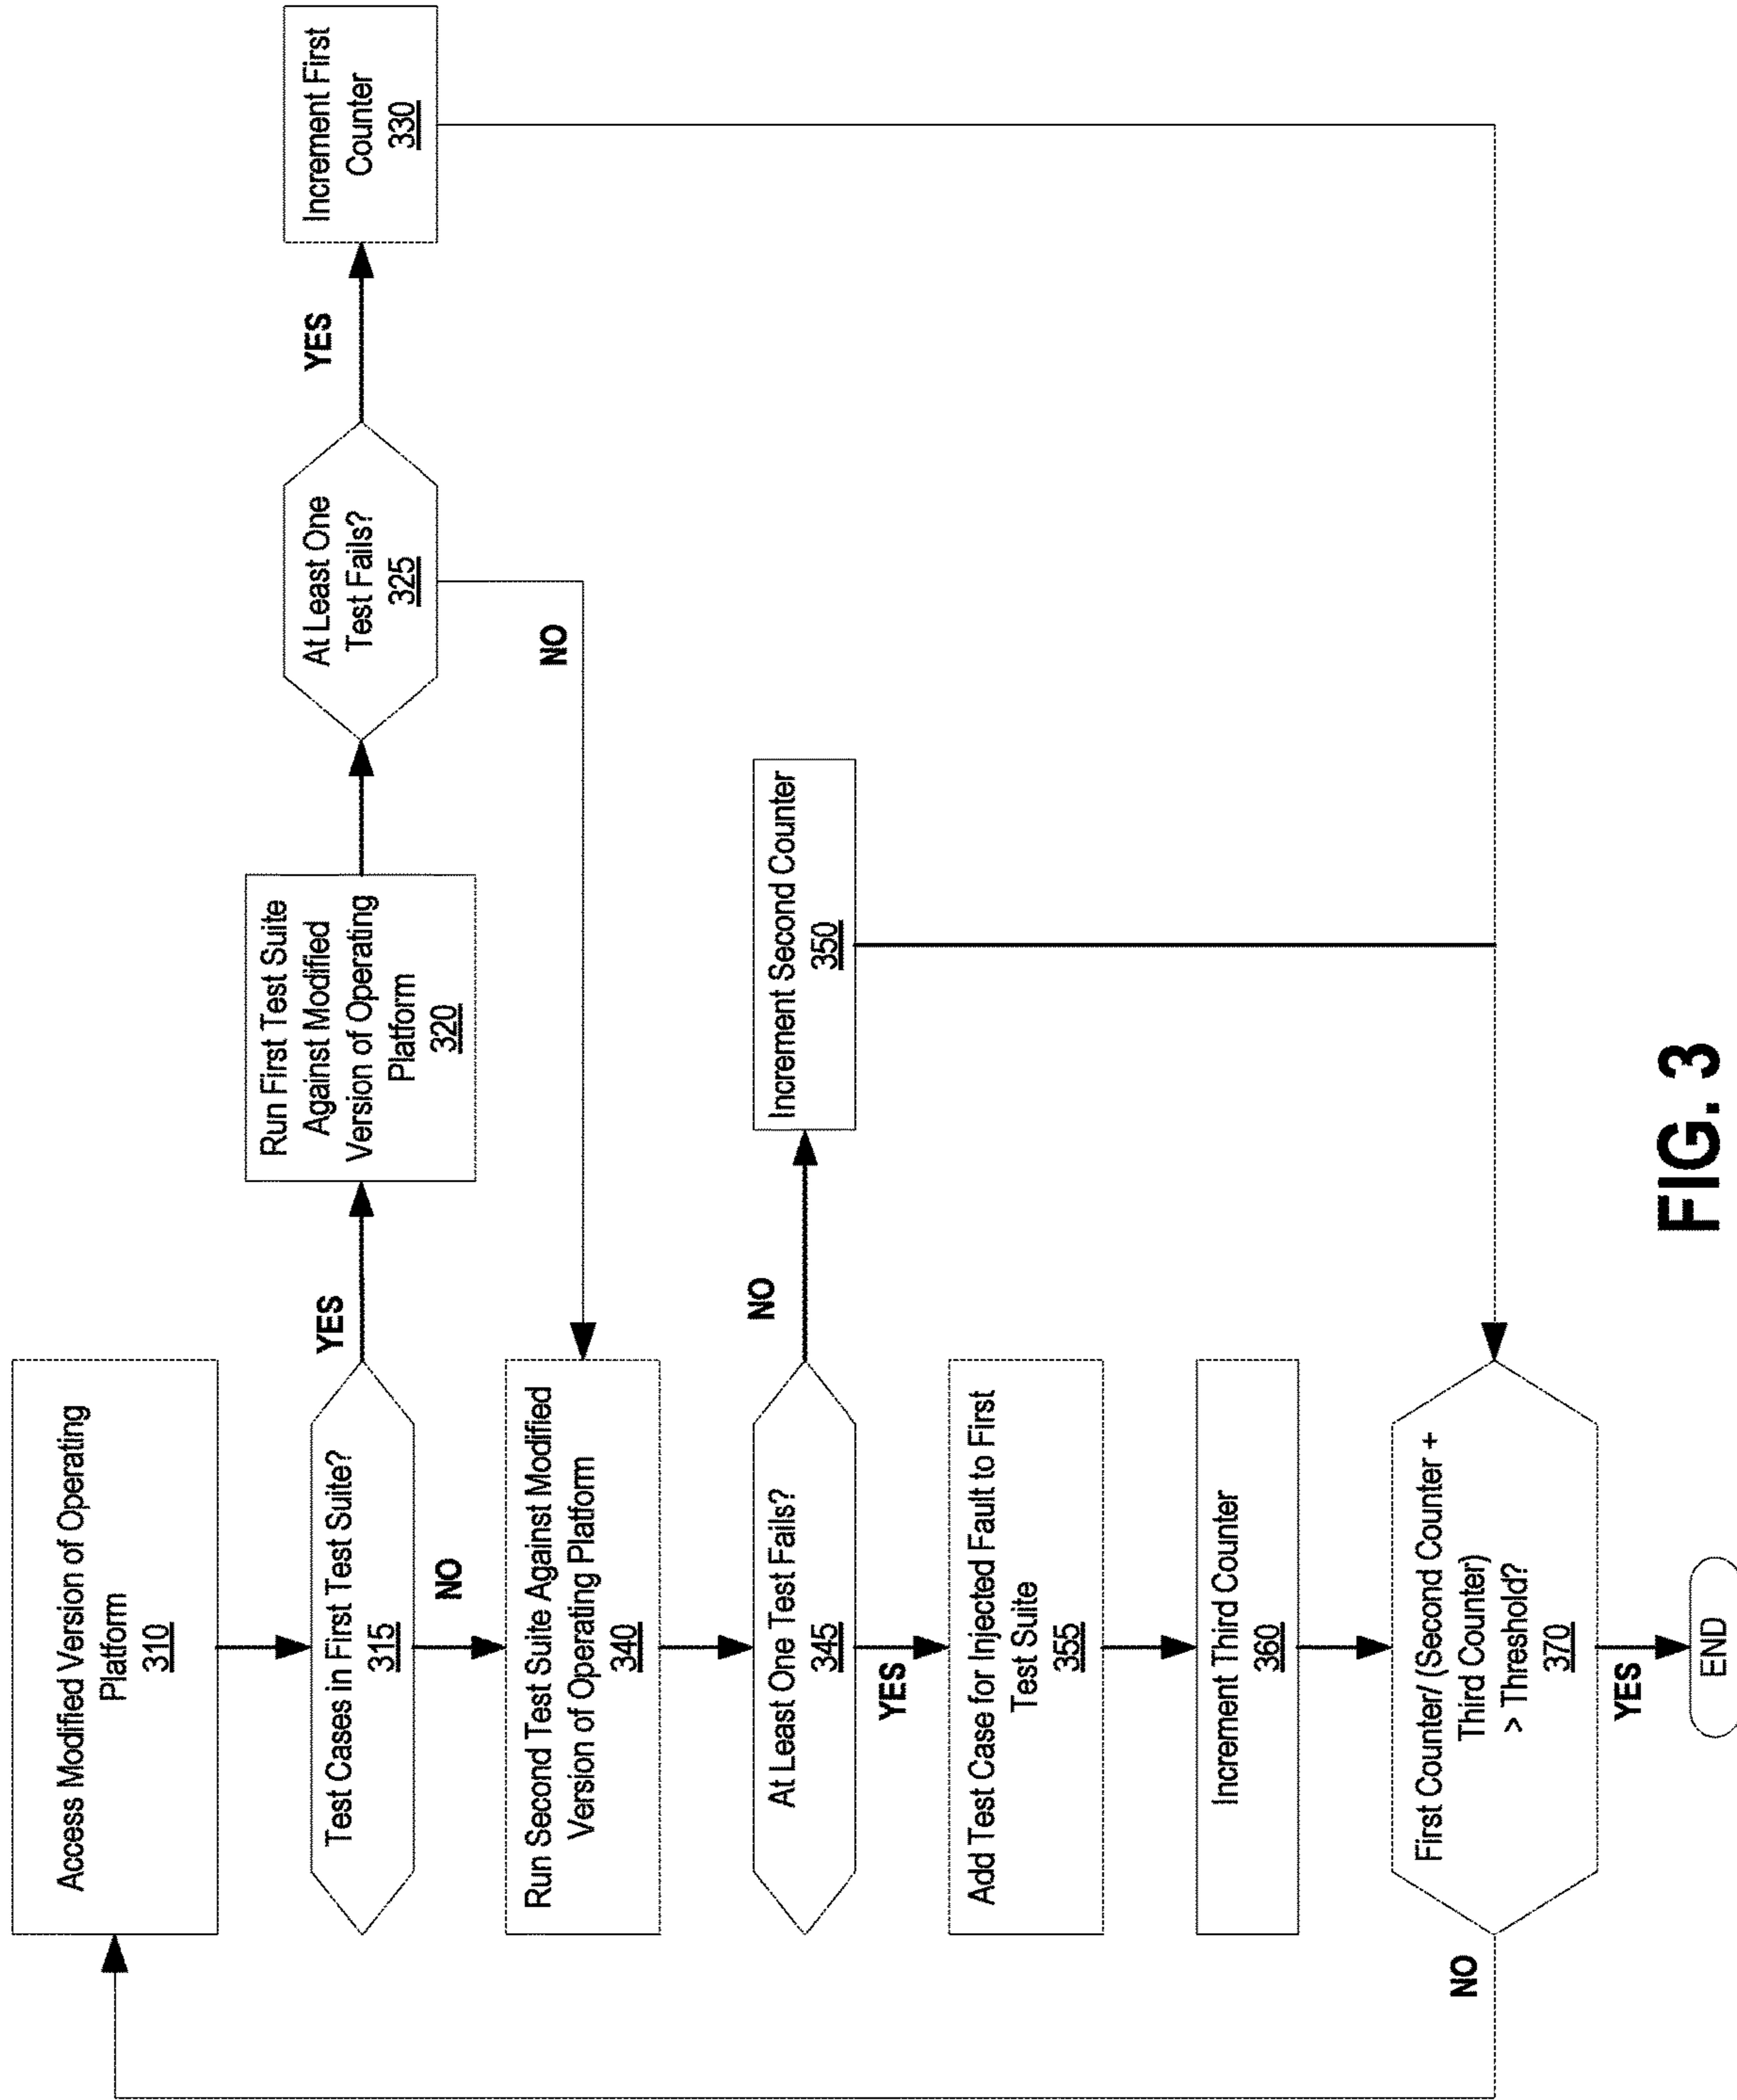 Access Modified Version of Operating
Platform
310
Test Cases in First Test Suite?
315
YES
Run First Test Suite
Against Modified
Version of Operating
Platform
320
At Least One
Test Fails?
325
YES
Increment First
Counter
330
NO
NO
Run Second Test Suite Against Modified
Version of Operating Platform
340
At Least One Test Fails?
345
NO
Increment Second Counter
350
YES
Add Test Case for Injected Fault to First
Test Suite
355
Increment Third Counter
360
First Counter/ (Second Counter +
Third Counter)
> Threshold?
370
NO
YES
END
FIG. 3